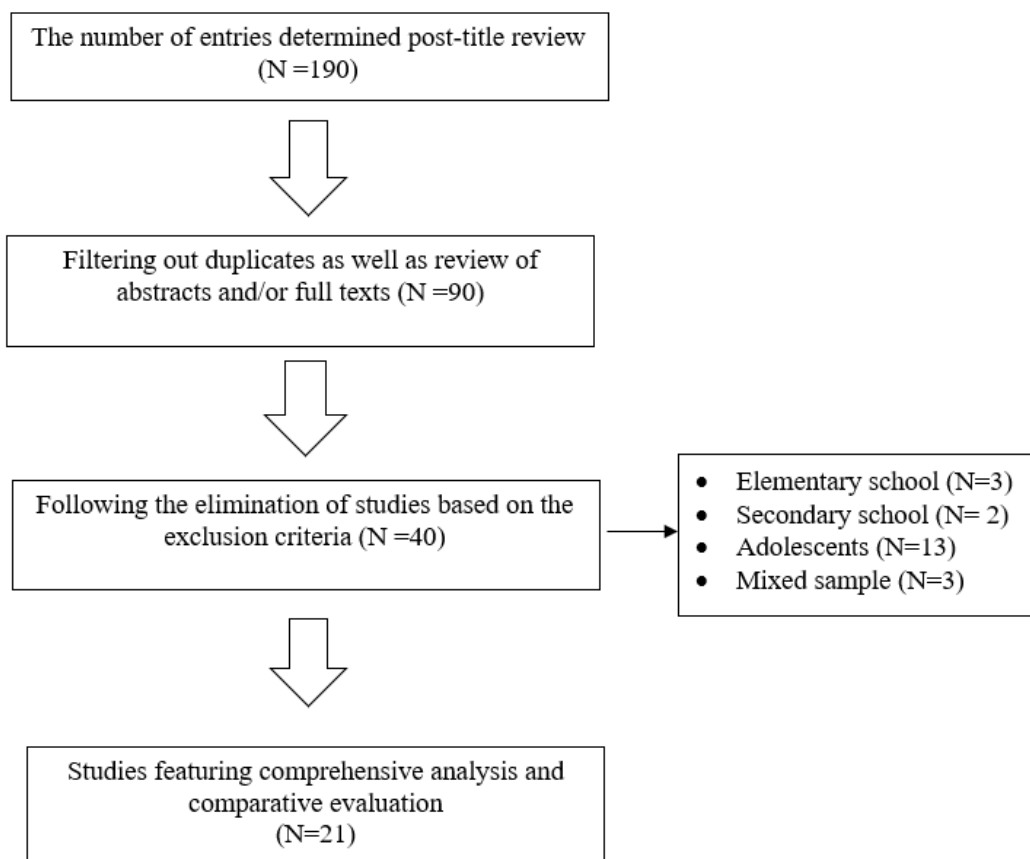 The number of entries determined post-title review
(N =190)
Filtering out duplicates as well as review of
abstracts and/or full texts (N =90)
Following the elimination of studies based on the
exclusion criteria (N =40)
• Elementary school (N=3)
• Secondary school (N= 2)
• Adolescents (N=13)
• Mixed sample (N=3)
Studies featuring comprehensive analysis and
comparative evaluation
(N=21)